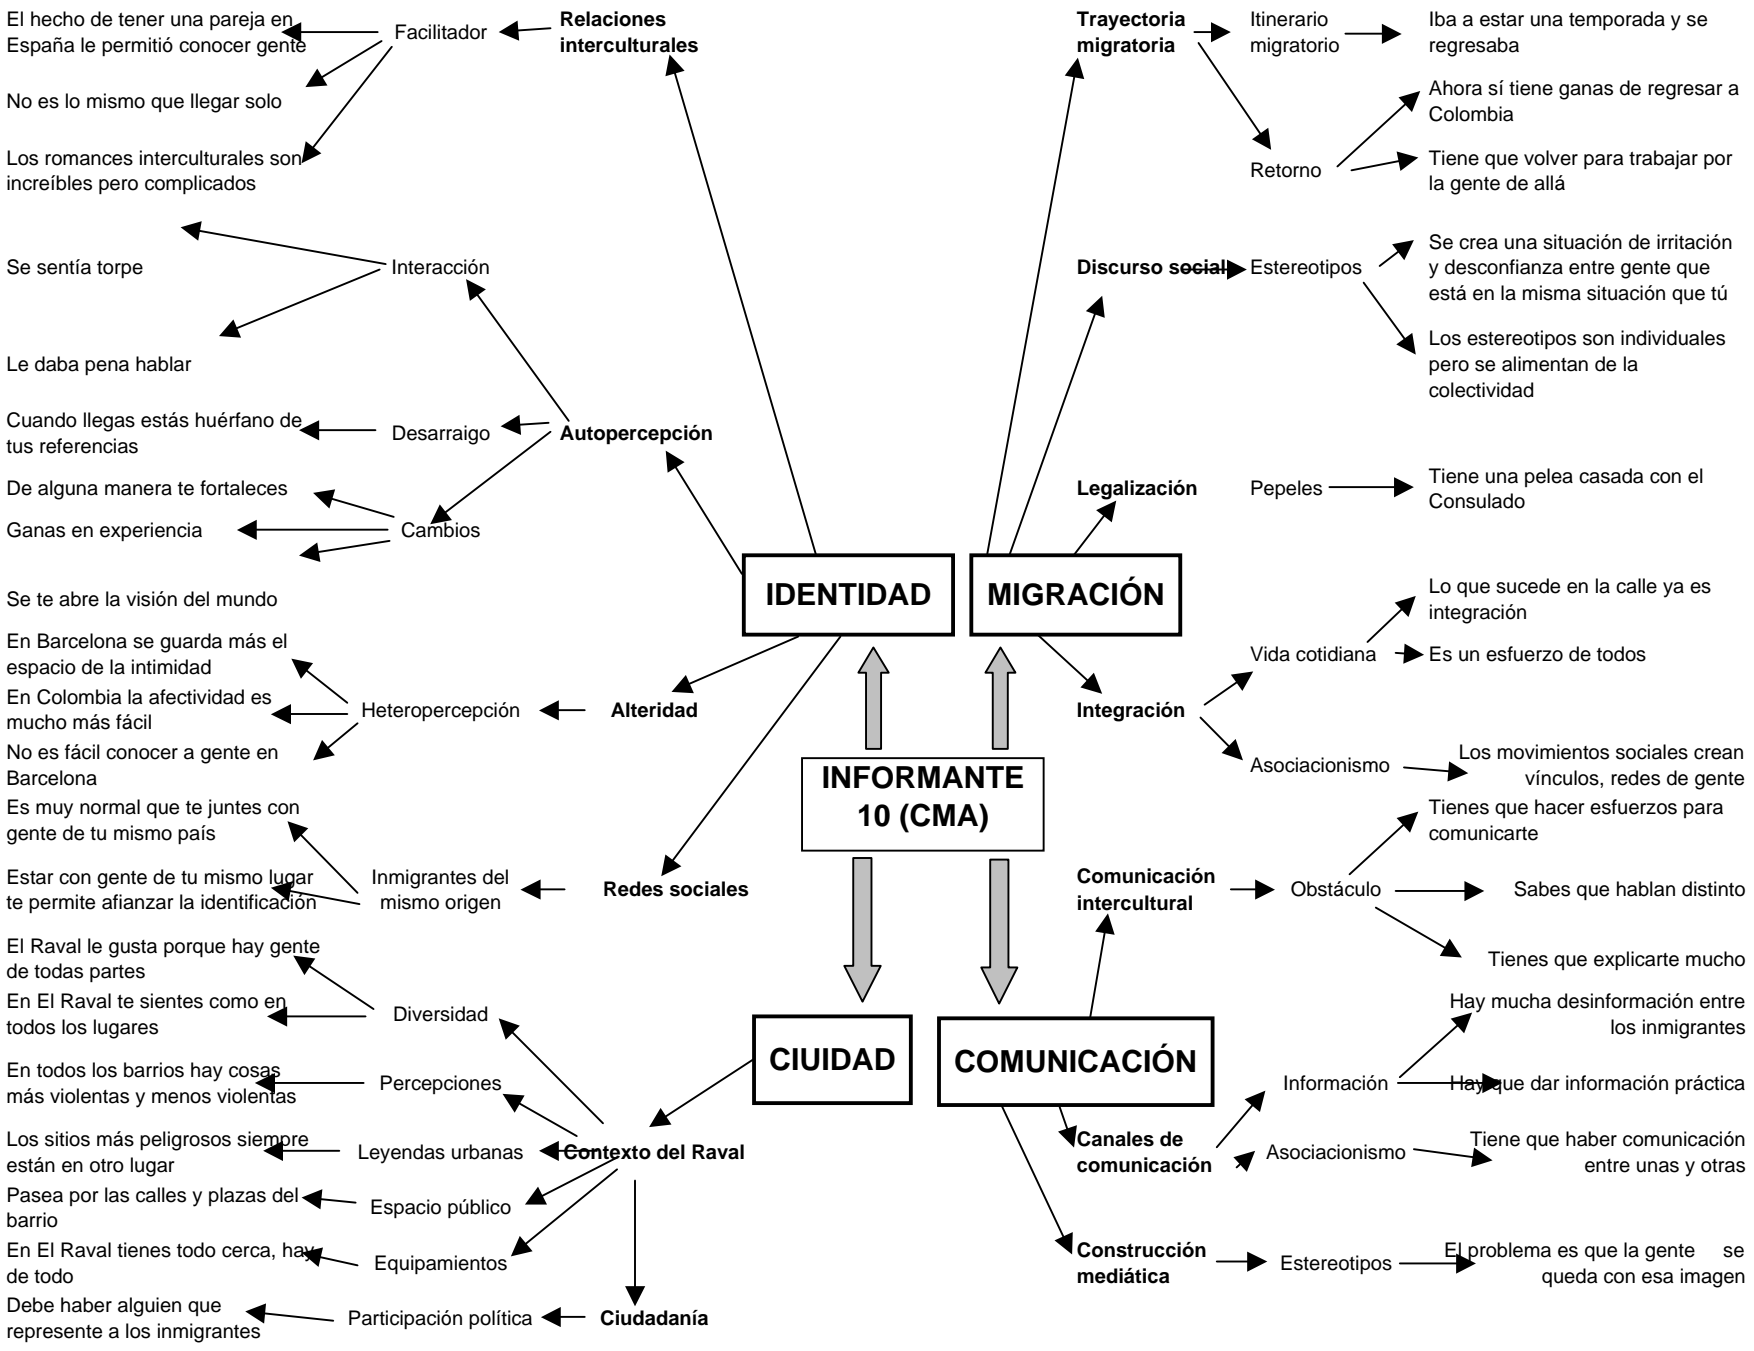 El hecho de tener una pareja en
España le permitió conocer gente
Facilitador
Relaciones
interculturales
No es lo mismo que llegar solo
Los romances interculturales son
increíbles pero complicados
Se sentía torpe
Interacción
Le daba pena hablar
Cuando llegas estás huérfano de
tus referencias
Desarraigo
Autopercepción
De alguna manera te fortaleces
Ganas en experiencia
Cambios
Se te abre la visión del mundo
En Barcelona se guarda más el
espacio de la intimidad
En Colombia la afectividad es
mucho más fácil
Heteropercepción
Alteridad
No es fácil conocer a gente en
Barcelona
Es muy normal que te juntes con
gente de tu mismo país
Estar con gente de tu mismo lugar
te permite afianzar la identificación
Inmigrantes del
mismo origen
Redes sociales
El Raval le gusta porque hay gente
de todas partes
En El Raval te sientes como en
todos los lugares
Diversidad
En todos los barrios hay cosas
más violentas y menos violentas
Percepciones
Los sitios más peligrosos siempre
están en otro lugar
Leyendas urbanas
Contexto del Raval
Pasea por las calles y plazas del
barrio
Espacio público
En El Raval tienes todo cerca, hay
de todo
Equipamientos
Debe haber alguien que
represente a los inmigrantes
Participación política
Ciudadanía
IDENTIDAD
MIGRACIÓN
INFORMANTE
10 (CMA)
CIUIDAD
COMUNICACIÓN
Trayectoria
migratoria
Itinerario
migratorio
Iba a estar una temporada y se
regresaba
Ahora sí tiene ganas de regresar a
Colombia
Retorno
Tiene que volver para trabajar por
la gente de allá
Discurso social
Estereotipos
Se crea una situación de irritación
y desconfianza entre gente que
está en la misma situación que tú
Los estereotipos son individuales
pero se alimentan de la
colectividad
Legalización
Pepeles
Tiene una pelea casada con el
Consulado
Lo que sucede en la calle ya es
integración
Vida cotidiana
Es un esfuerzo de todos
Integración
Asociacionismo
Los movimientos sociales crean
vínculos, redes de gente
Tienes que hacer esfuerzos para
comunicarte
Comunicación
intercultural
Obstáculo
Sabes que hablan distinto
Tienes que explicarte mucho
Hay mucha desinformación entre
los inmigrantes
Información
Hay que dar información práctica
Canales de
comunicación
Asociacionismo
Tiene que haber comunicación
entre unas y otras
Construcción
mediática
Estereotipos
El problema es que la gente se
queda con esa imagen